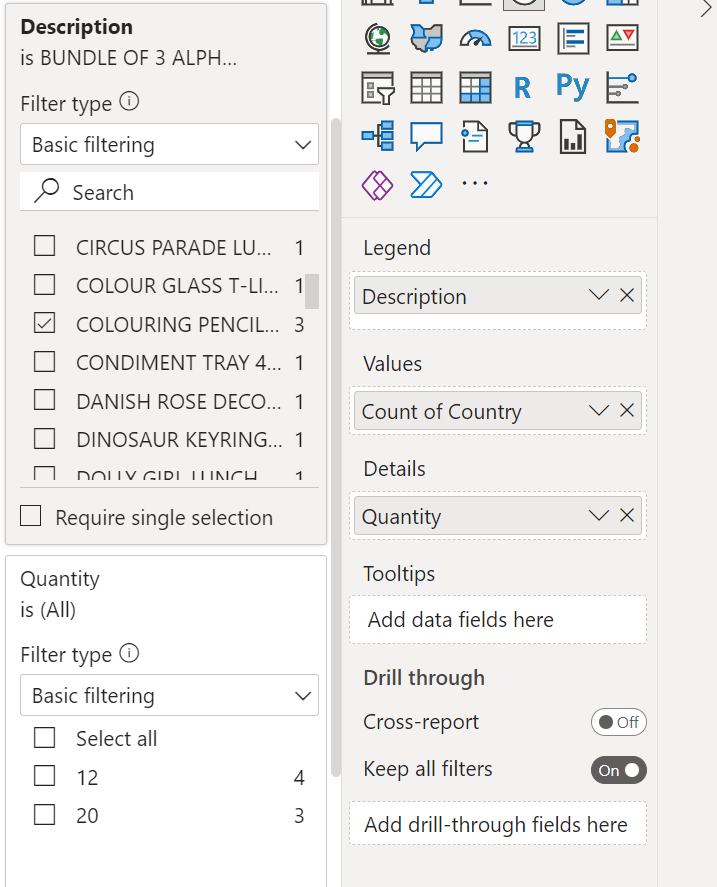 Description
is BUNDLE OF 3 ALPH...
Filter type
Basic filtering
Search
CIRCUS PARADE LU... 1
COLOUR GLASS T-LI... 1
COLOURING PENCIL... 3
CONDIMENT TRAY 4... 1
DANISH ROSE DECO... 1
DINOSAUR KEYRING... 1
DOLLY GIRL LUNCH 1
Require single selection
Quantity
is (All)
Filter type
Basic filtering
Select all
12 4
20 3
123
R Py
...
Legend
Description
Values
Count of Country
Details
Quantity
Tooltips
Add data fields here
Drill through
Cross-report Off
Keep all filters On
Add drill-through fields here